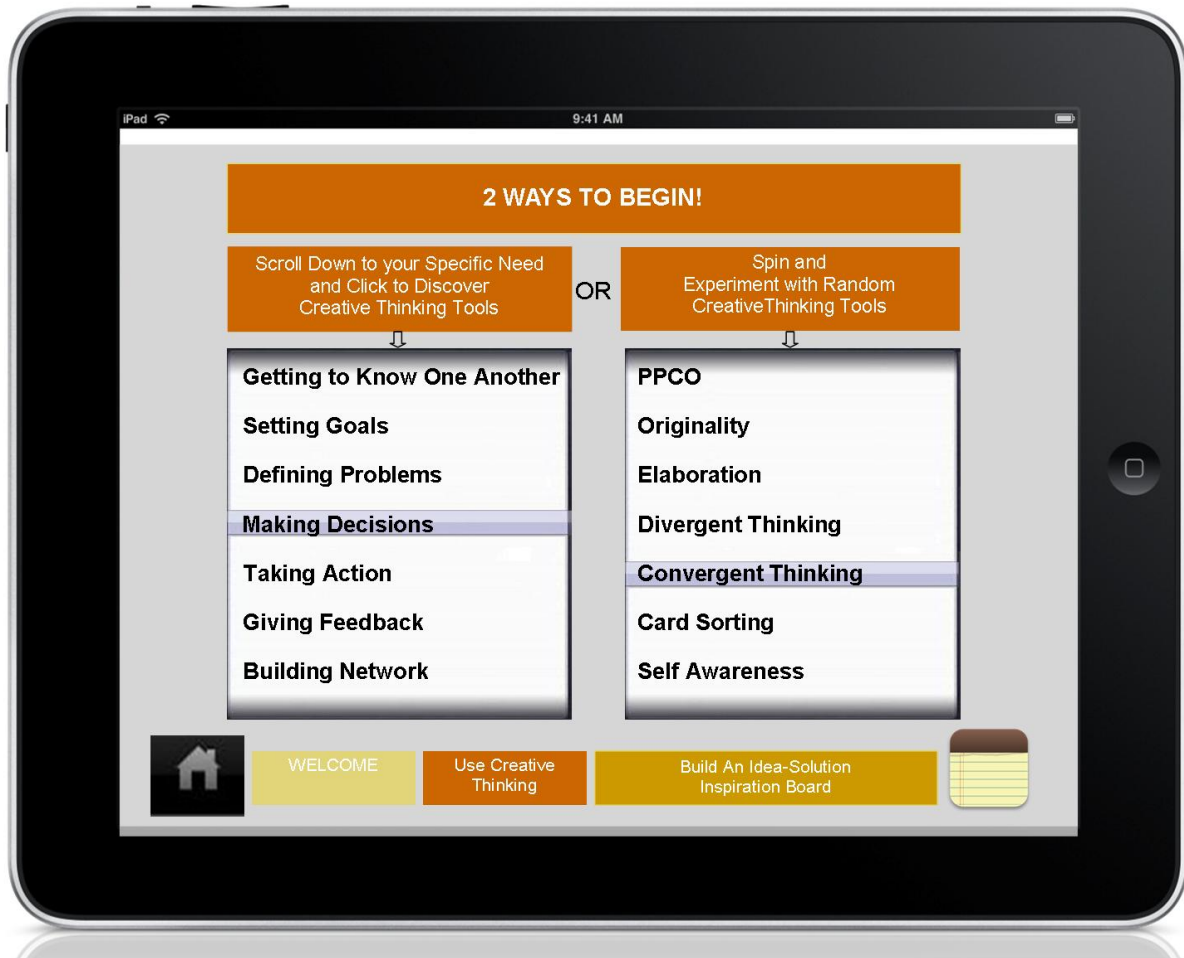 iPad
9:41 AM
2 WAYS TO BEGIN!
Scroll Down to your Specific Need
and Click to Discover
Creative Thinking Tools
OR
Spin and
Experiment with Random
CreativeThinking Tools
Getting to Know One Another
Setting Goals
Defining Problems
Making Decisions
Taking Action
Giving Feedback
Building Network
PPCO
Originality
Elaboration
Divergent Thinking
Convergent Thinking
Card Sorting
Self Awareness
WELCOME
Use Creative
Thinking
Build An Idea-Solution
Inspiration Board